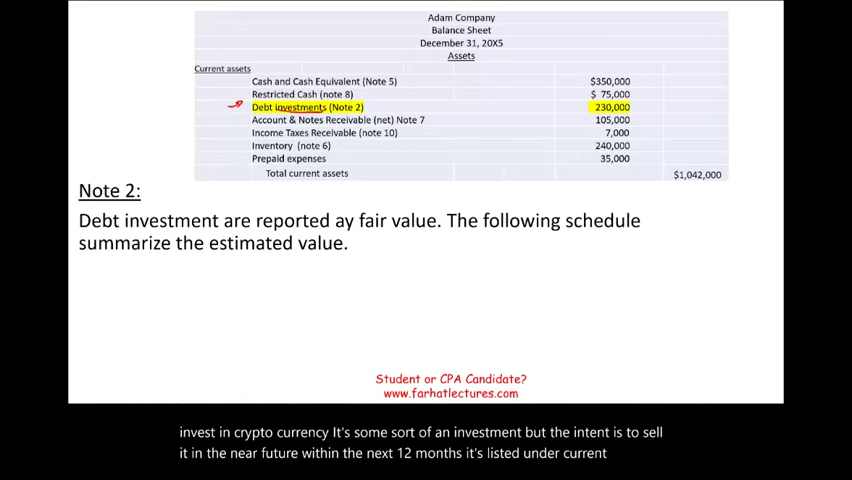 Adam Company
Balance Sheet
December 31, 20X5
Assets
Current assets
Cash and Cash Equivalent (Note 5) $350,000
Restricted Cash (note 8) $ 75,000
Debt investments (Note 2) 230,000
Account & Notes Receivable (net) Note 7 105,000
Income Taxes Receivable (note 10) 7,000
Inventory (note 6) 240,000
Prepaid expenses 35,000
Total current assets $1,042,000
Note 2:
Debt investment are reported ay fair value. The following schedule
summarize the estimated value.
Student or CPA Candidate?
www.farhatlectures.com
invest in crypto currency It's some sort of an investment but the intent is to sell
it in the near future within the next 12 months it's listed under current